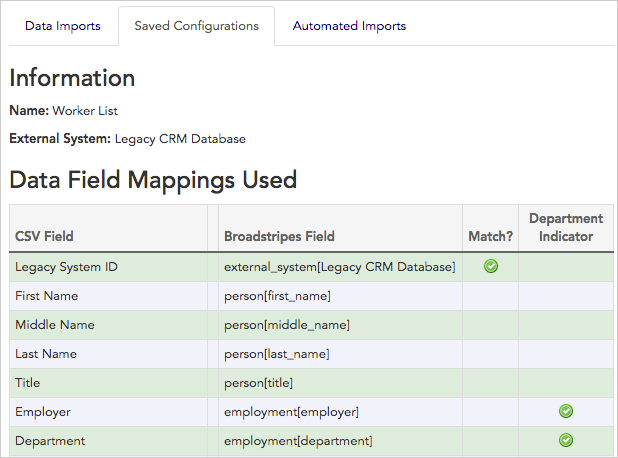 Data Imports Saved Configurations Automated Imports
Information
Name: Worker List
External System: Legacy CRM Database
Data Field Mappings Used
CSV Field Broadstripes Field Match? Department Indicator
Legacy System ID external_system[Legacy CRM Database]
First Name person[first_name]
Middle Name person[middle_name]
Last Name person[last_name]
Title person[title]
Employer employment[employer]
Department employment[department]